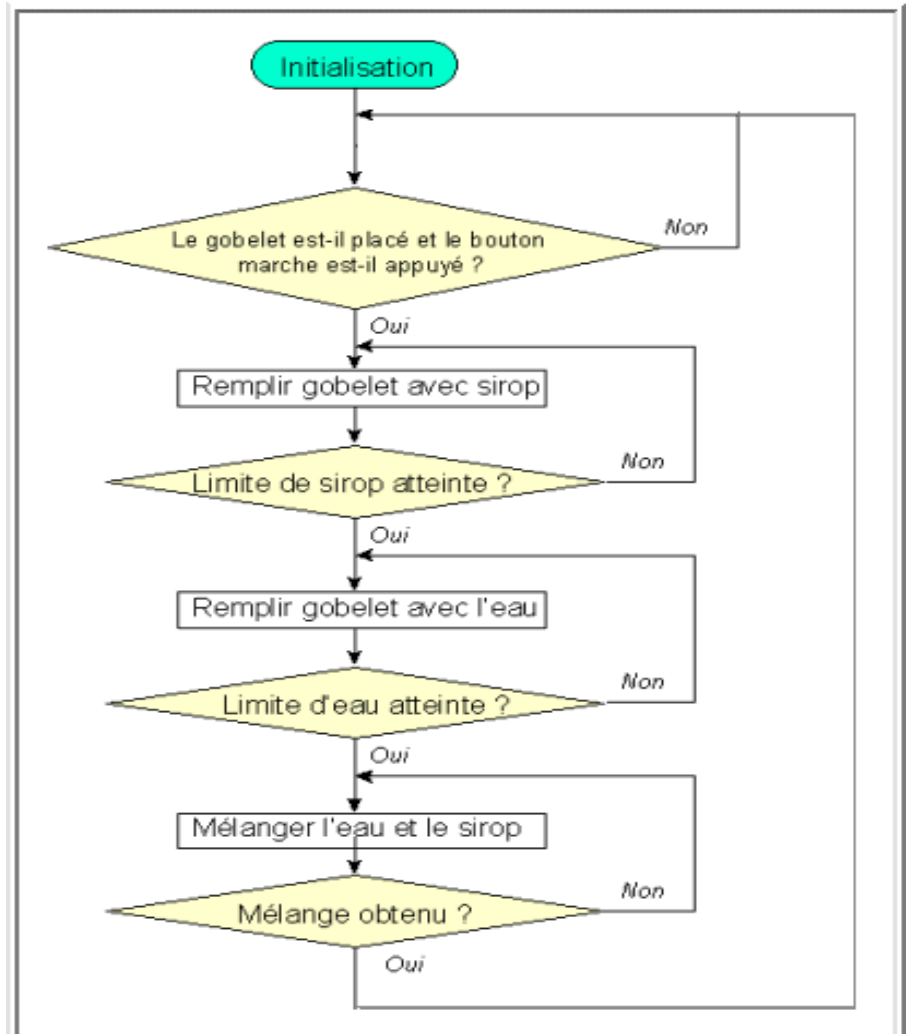 Initialisation
Non
Le gobelet est-il placé et le bouton
marche est-il appuyé ?
Oui
Remplir gobelet avec sirop
Non
Limite de sirop atteinte ?
Oui
Remplir gobelet avec l'eau
Non
Limite d'eau atteinte ?
Oui
Mélanger l'eau et le sirop
Non
Mélange obtenu ?
Oui